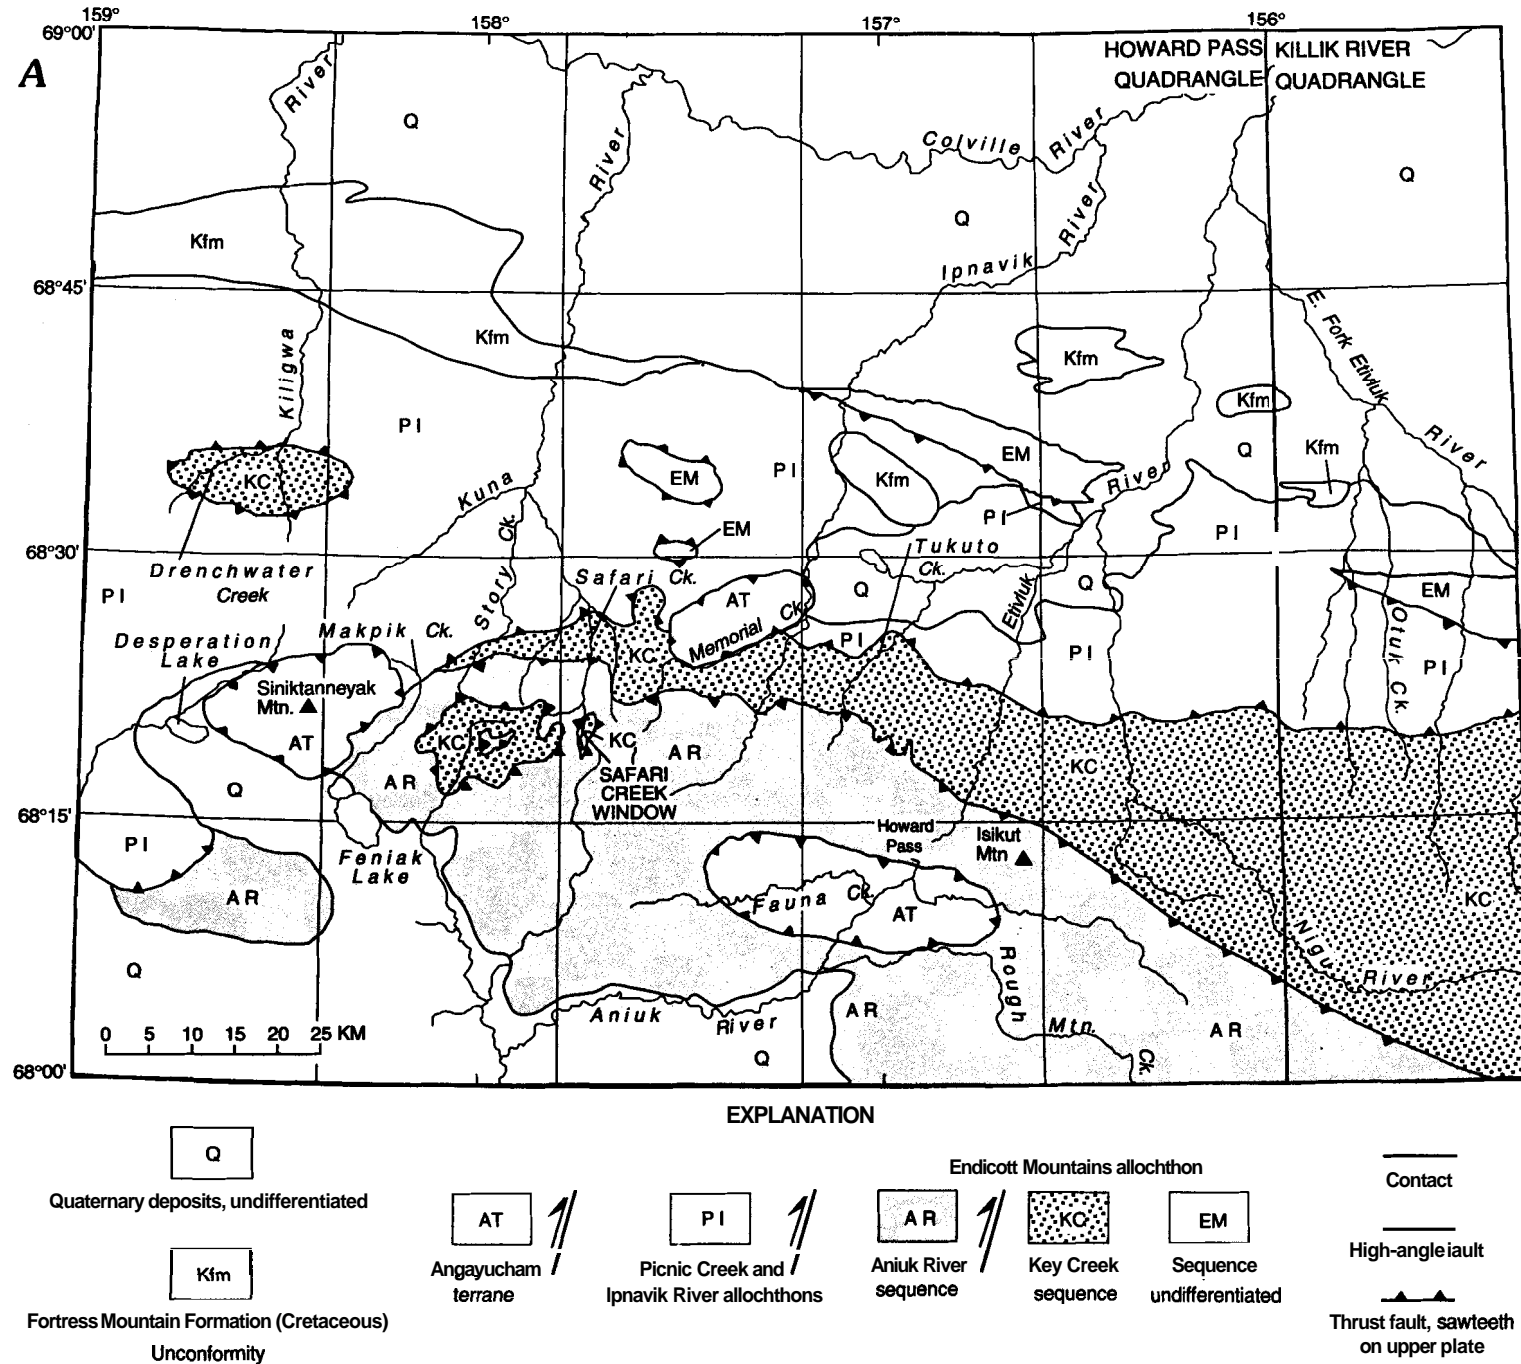 159°
158°
157°
156°
69°00'
A
HOWARD PASS
QUADRANGLE
KILLIK RIVER
QUADRANGLE
River
Q
River
Colville River
Q
Q
River
Ipnavik
Kfm
68°45'
Kfm
Kiligwa
E. Fork Etivluk
River
Kfm
Kfm
PI
EM
PI
EM
Q
Kfm
KC
Kfm
Kuna
River
PI
PI
EM
68°30'
Drenchwater
Creek
Story Ck.
Safari Ck.
Tukuto
Ck.
PI
AT
Q
Q
EM
Etivluk
Otuk Ck.
Desperation
Lake
Makpik Ck.
Memorial Ck.
PI
KC
PI
PI
Siniktanneyak
Mtn.
AT
KC
KC
AR
AR
KC
SAFARI
CREEK
WINDOW
Q
68°15'
PI
Feniak
Lake
Howard
Pass
Isikut
Mtn
AR
Fauna Ck.
AT
KC
Nigu
River
Q
Rough
Mtn.
Ck.
Aniuk
River
AR
AR
Q
0 5 10 15 20 25 KM
68°00'
EXPLANATION
Q
Quaternary deposits, undifferentiated
Kfm
Fortress Mountain Formation (Cretaceous)
Unconformity
AT
Angayucham
terrane
PI
Picnic Creek and
Ipnavik River allochthons
Endicott Mountains allochthon
AR
Aniuk River
sequence
KC
Key Creek
sequence
EM
Sequence
undifferentiated
Contact
High-angle iault
Thrust fault, sawteeth
on upper plate